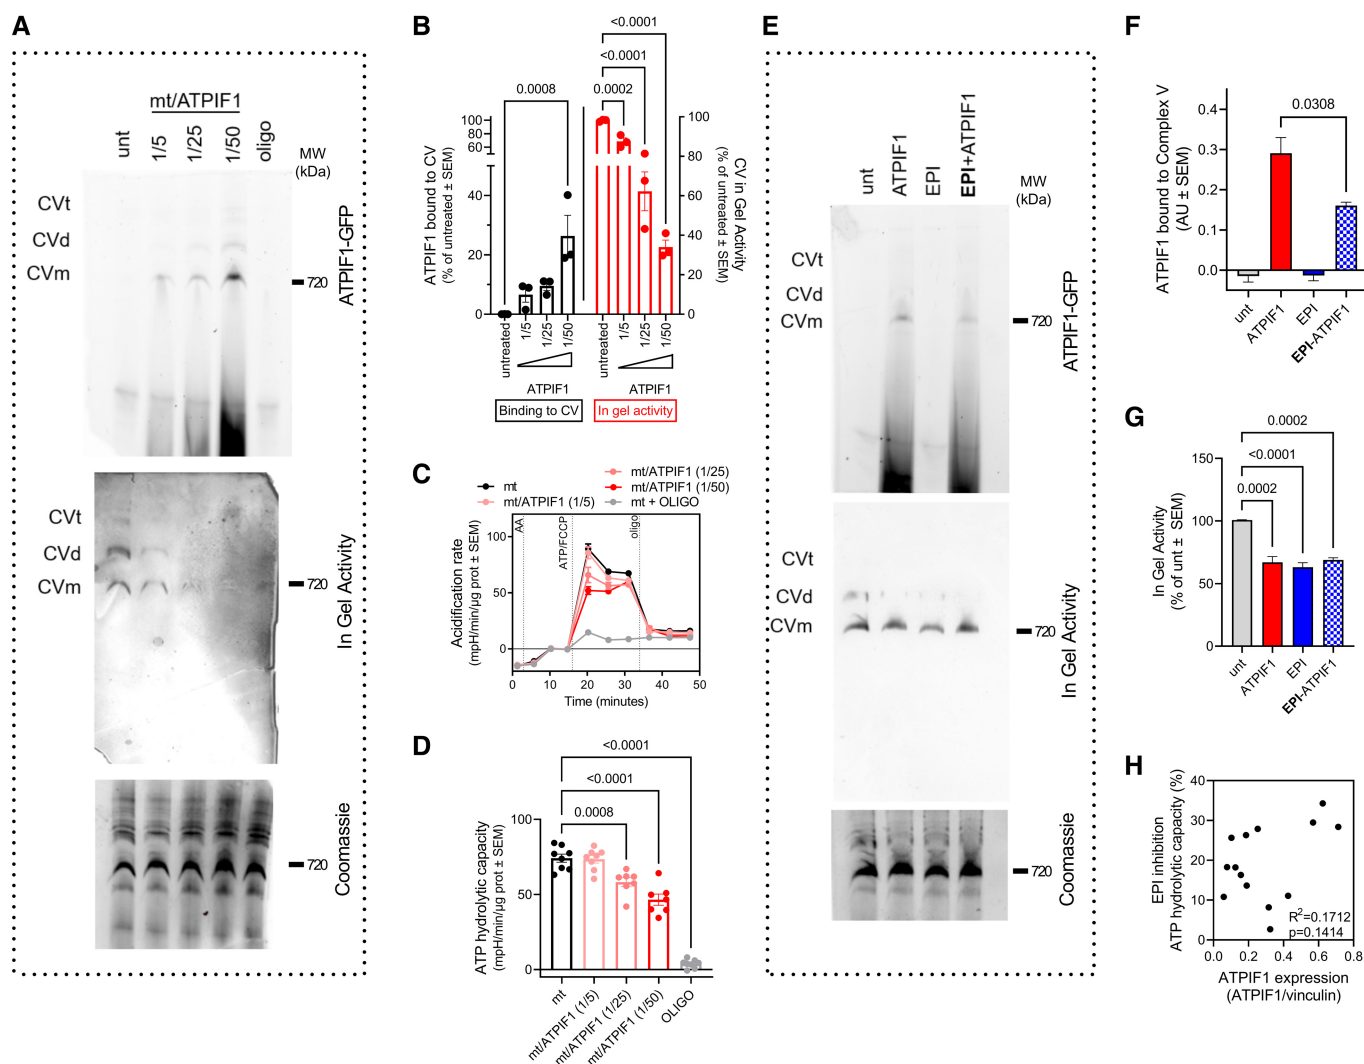 A
mt/ATPIF1
unt
1/5
1/25
1/50
oligo
MW
(kDa)
CVt
CVd
CVm
720
ATPIF1-GFP
CVt
CVd
CVm
720
In Gel Activity
720
Coomassie
B
<0.0001
<0.0001
0.0008
0.0002
ATPIF1 bound to CV
(% of untreated ± SEM)
100
80
60
40
20
0
100
80
60
40
20
0
CV in Gel Activity
(% of untreated ± SEM)
untreated
1/5
1/25
1/50
untreated
1/5
1/25
1/50
ATPIF1
ATPIF1
Binding to CV
In gel activity
C
mt
mt/ATPIF1 (1/5)
mt/ATPIF1 (1/25)
mt/ATPIF1 (1/50)
mt + OLIGO
AA
ATP/FCCP
oligo
Acidification rate
(mpH/min/µg prot ± SEM)
100
50
0
0
10
20
30
40
50
Time (minutes)
D
<0.0001
<0.0001
0.0008
ATP hydrolytic capacity
(mpH/min/µg prot ± SEM)
100
50
0
mt
mt/ATPIF1 (1/5)
mt/ATPIF1 (1/25)
mt/ATPIF1 (1/50)
OLIGO
E
unt
ATPIF1
EPI
EPI+ATPIF1
MW
(kDa)
CVt
CVd
CVm
720
ATPIF1-GFP
CVt
CVd
CVm
720
In Gel Activity
720
Coomassie
F
0.0308
ATPIF1 bound to Complex V
(AU ± SEM)
0.4
0.3
0.2
0.1
0.0
unt
ATPIF1
EPI
EPI-ATPIF1
G
0.0002
<0.0001
0.0002
In Gel Activity
(% of unt ± SEM)
150
100
50
0
unt
ATPIF1
EPI
EPI-ATPIF1
H
EPI inhibition
ATP hydrolytic capacity (%)
40
30
20
10
0
R²=0.1712
p=0.1414
0.0
0.2
0.4
0.6
0.8
ATPIF1 expression
(ATPIF1/vinculin)